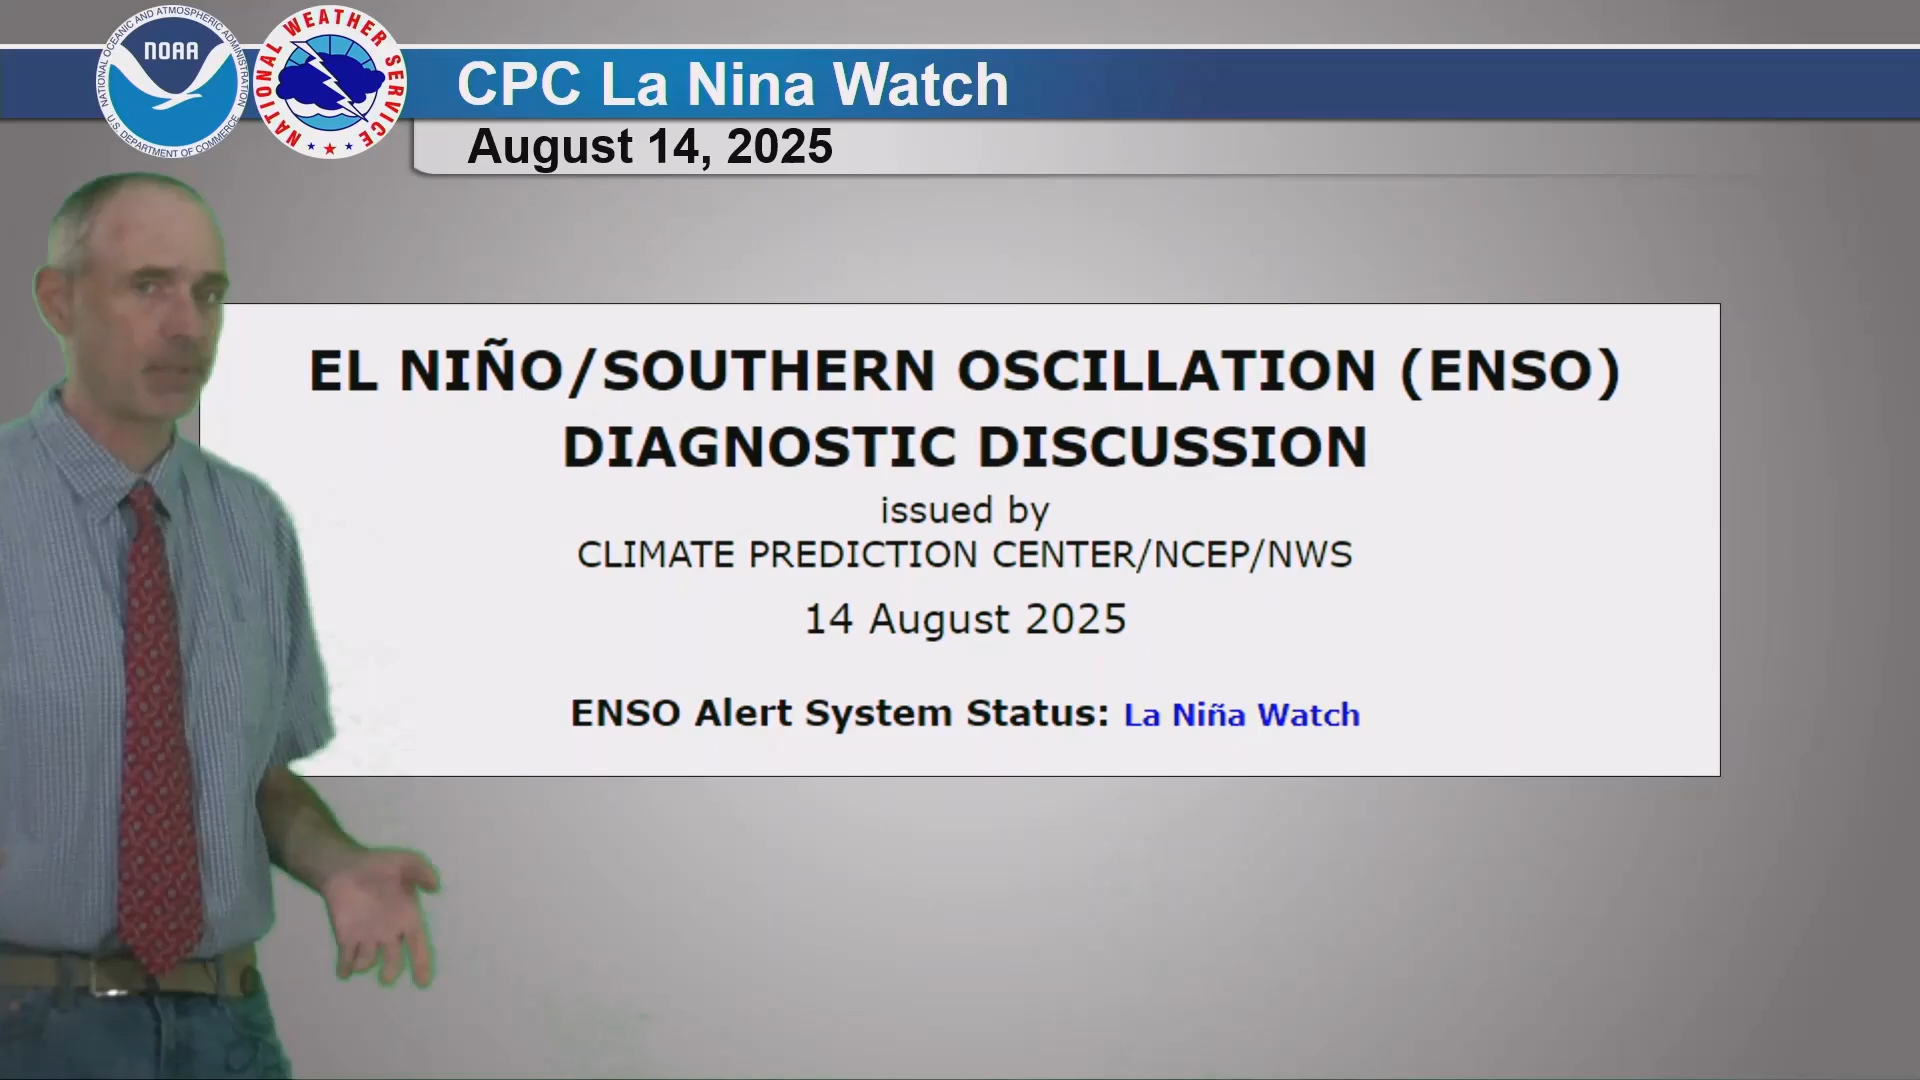 NATIONAL OCEANIC AND ATMOSPHERIC ADMINISTRATION
NOAA
U.S. DEPARTMENT OF COMMERCE
NATIONAL WEATHER SERVICE
CPC La Nina Watch
August 14, 2025
EL NIÑO/SOUTHERN OSCILLATION (ENSO)
DIAGNOSTIC DISCUSSION
issued by
CLIMATE PREDICTION CENTER/NCEP/NWS
14 August 2025
ENSO Alert System Status: La Niña Watch